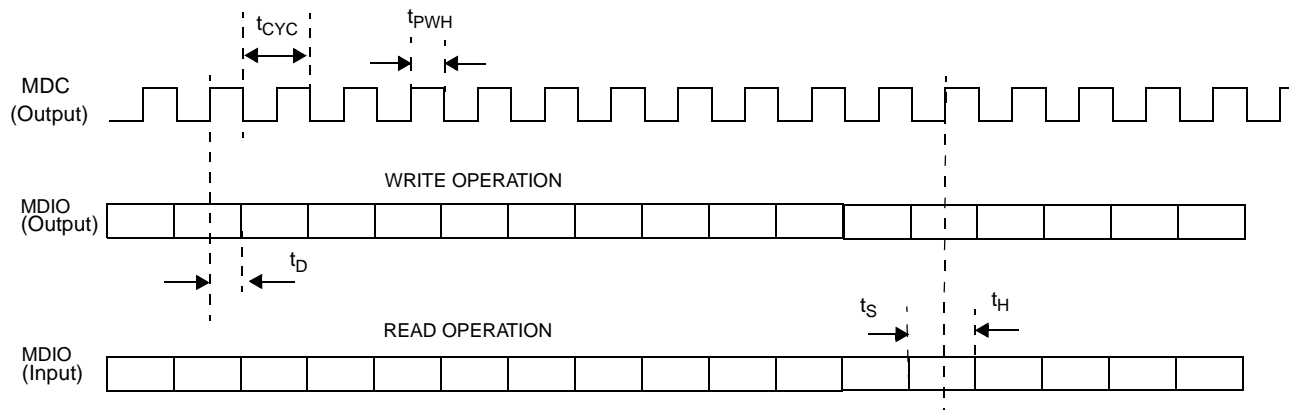 tCYC
tPWH
MDC
(Output)
WRITE OPERATION
MDIO
(Output)
tD
tS
tH
READ OPERATION
MDIO
(Input)